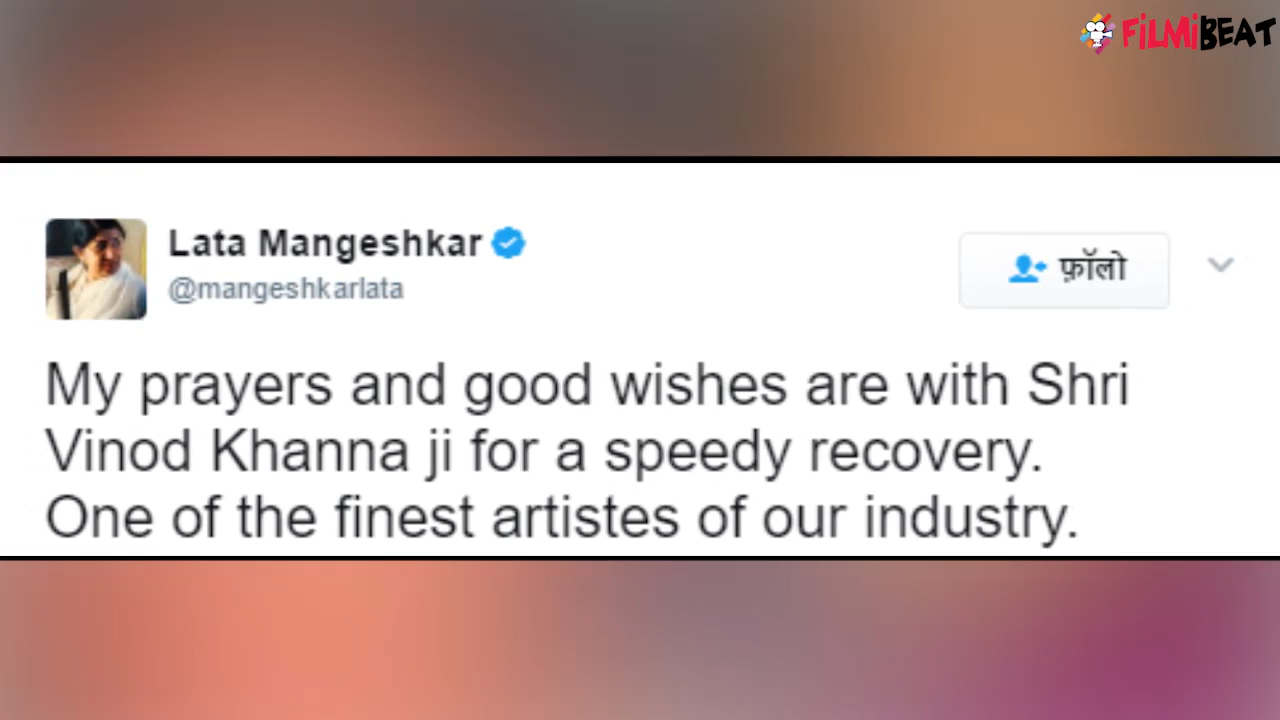 FiLMiBEAT
Lata Mangeshkar
@mangeshkarlata
फ़ॉलो
My prayers and good wishes are with Shri
Vinod Khanna ji for a speedy recovery.
One of the finest artistes of our industry.